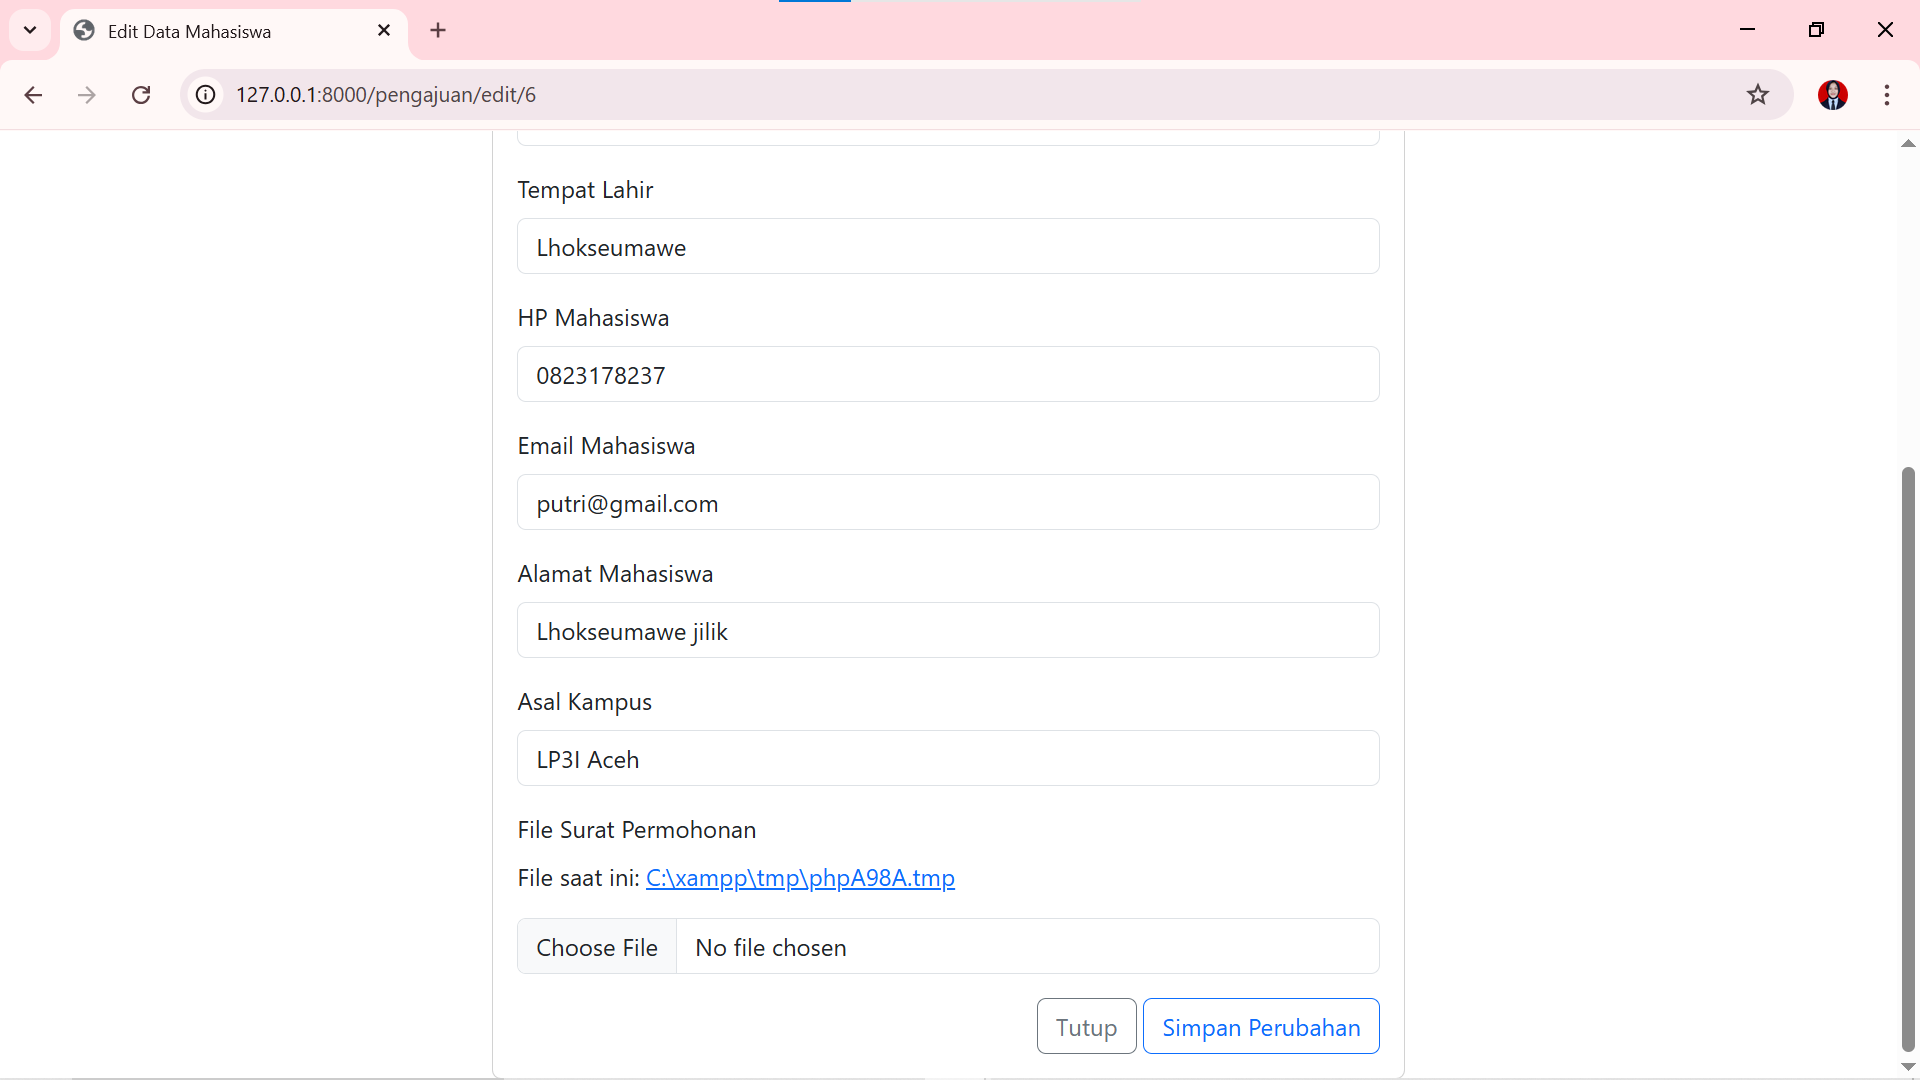 Edit Data Mahasiswa
127.0.0.1:8000/pengajuan/edit/6
Tempat Lahir
Lhokseumawe
HP Mahasiswa
0823178237
Email Mahasiswa
putri@gmail.com
Alamat Mahasiswa
Lhokseumawe jilik
Asal Kampus
LP3I Aceh
File Surat Permohonan
File saat ini: C:\xampp\tmp\phpA98A.tmp
Choose File No file chosen
Tutup Simpan Perubahan